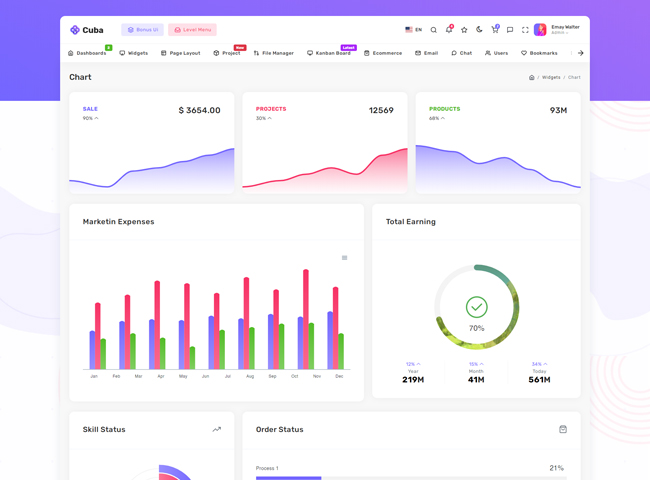 Cuba
Bonus UI
Level Menu
EN
Emay Walter
Admin
Dashboards
Widgets
Page Layout
Project
New
File Manager
Kanban Board
Latest
Ecommerce
Email
Chat
Users
Bookmarks
Chart
/ Widgets / Chart
SALE
$ 3654.00
90%
PROJECTS
12569
30%
PRODUCTS
93M
68%
Marketin Expenses
Jan Feb Mar Apr May Jun Jul Aug Sep Oct Nov Dec
Total Earning
70%
12% 15% 34%
Year Month Today
219M 41M 561M
Skill Status
Order Status
Process 1
21%